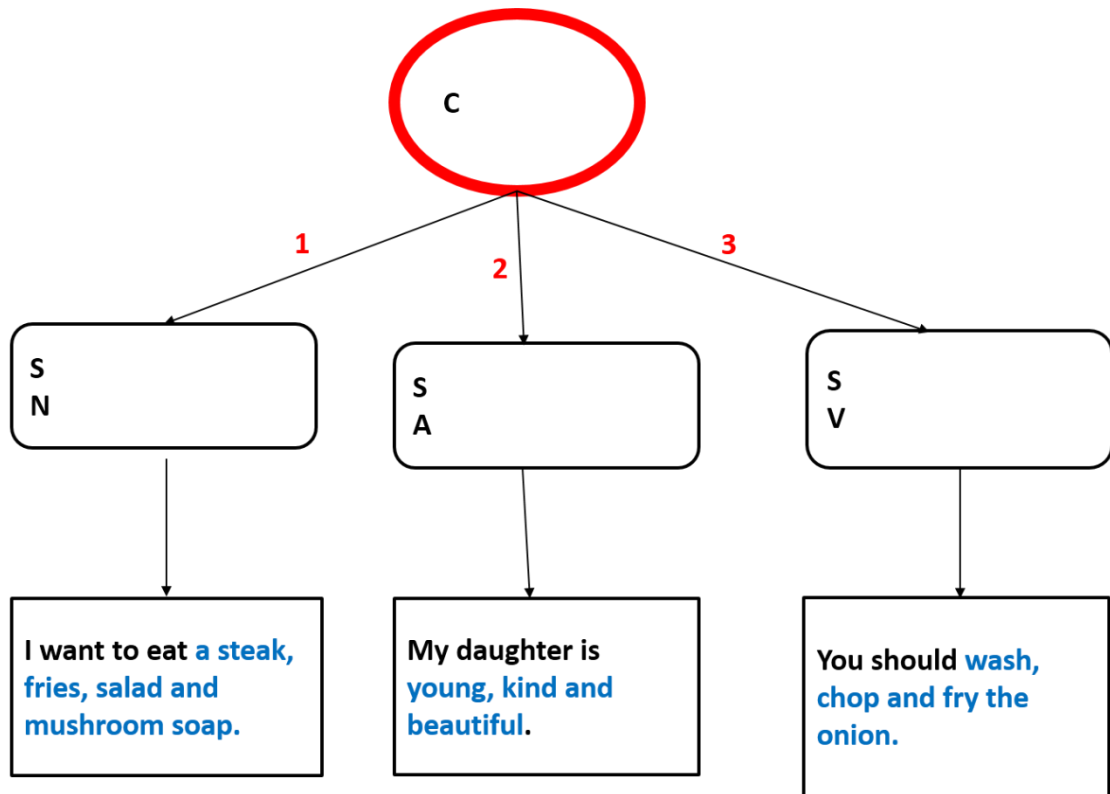 C
1
2
3
S
N
S
A
S
V
I want to eat a steak,
fries, salad and
mushroom soap.
My daughter is
young, kind and
beautiful.
You should wash,
chop and fry the
onion.